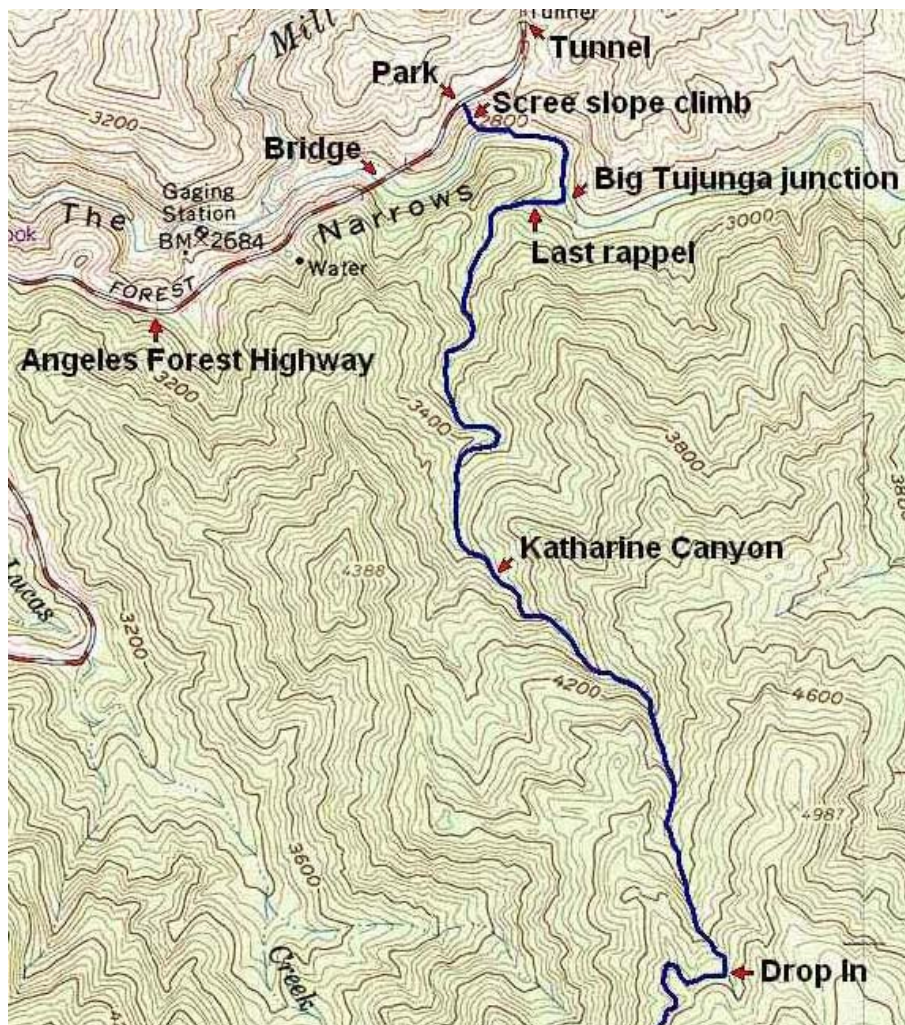 Tunnel
Tunnel
Mill
Park
Scree slope climb
3200
2800
Bridge
Gaging
Station
BM 2684
Big Tujunga junction
The
Narrows
3000
ook
Last rappel
Water
FOREST
Angeles Forest Highway
3200
3400
3800
380
Katharine Canyon
4388
Lucas
3200
4200
4600
4987
3600
Creek
Drop In